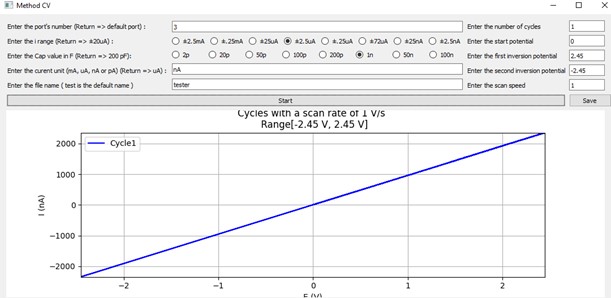 Method CV
Enter the port's number (Return => default port) : 3 Enter the number of cycles 1
Enter the i range (Return => ±20uA) : ±2.5mA ±.25mA ±25uA ±2.5uA ±.25uA ±72uA ±25nA ±2.5nA Enter the start potential 0
Enter the Cap value in F (Return => 200 pF): 2p 20p 50p 100p 200p 1n 50n 100n Enter the first inversion potential 2.45
Enter the curent unit (mA, uA, nA or pA) (Return => uA) : nA Enter the second inversion potential -2.45
Enter the file name ( test is the default name ) tester Enter the scan speed 1
Start Save
Cycles with a scan rate of 1 V/s
Range[-2.45 V, 2.45 V]
Cycle1
2000
1000
0
−1000
−2000
I (nA)
−2 −1 0 1 2
E (V)